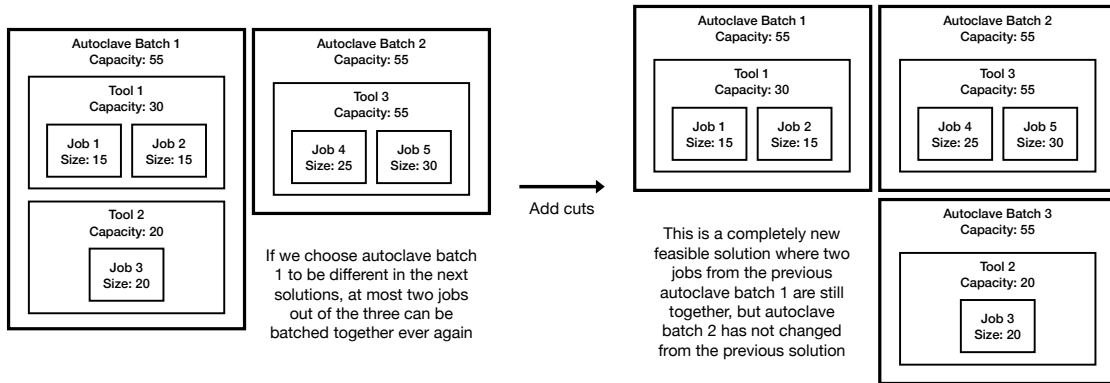 Autoclave Batch 1
Capacity: 55
Tool 1
Capacity: 30
Job 1
Size: 15
Job 2
Size: 15
Tool 2
Capacity: 20
Job 3
Size: 20
Autoclave Batch 2
Capacity: 55
Tool 3
Capacity: 55
Job 4
Size: 25
Job 5
Size: 30
If we choose autoclave batch
1 to be different in the next
solutions, at most two jobs
out of the three can be
batched together ever again
Add cuts
Autoclave Batch 1
Capacity: 55
Tool 1
Capacity: 30
Job 1
Size: 15
Job 2
Size: 15
Autoclave Batch 2
Capacity: 55
Tool 3
Capacity: 55
Job 4
Size: 25
Job 5
Size: 30
This is a completely new
feasible solution where two
jobs from the previous
autoclave batch 1 are still
together, but autoclave
batch 2 has not changed
from the previous solution
Autoclave Batch 3
Capacity: 55
Tool 2
Capacity: 20
Job 3
Size: 20